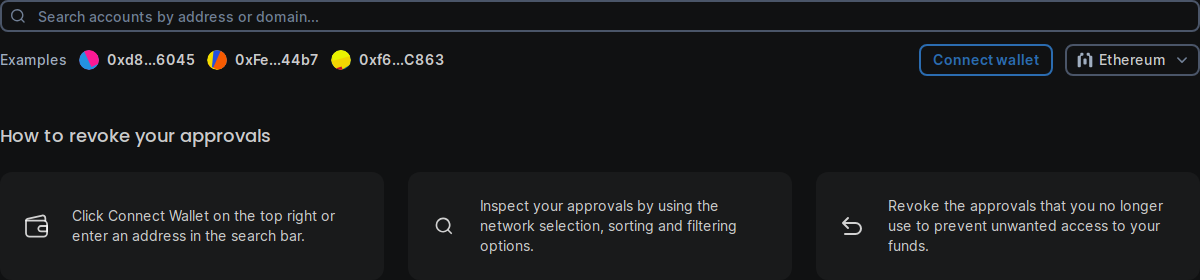 Search accounts by address or domain...
Examples 0xd8...6045 0xFe...44b7 0xf6...C863 Connect wallet Ethereum
How to revoke your approvals
Click Connect Wallet on the top right or
enter an address in the search bar.
Inspect your approvals by using the
network selection, sorting and filtering
options.
Revoke the approvals that you no longer
use to prevent unwanted access to your
funds.